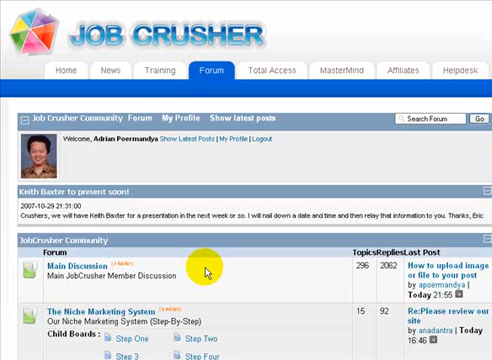 JOB CRUSHER
Home News Training Forum Total Access MasterMind Affiliates Helpdesk
Job Crusher Community Forum My Profile Show latest posts Search Forum Go
Welcome, Adrian Poermandya Show Latest Posts | My Profile | Logout
Keith Baxter to present soon!
2007-10-29 21:31:00
Crushers, we will have Keith Baxter for a presentation in the next week or so. I will nail down a date and time and then relay that information to you. Thanks, Eric
JobCrusher Community
Forum Topics Replies Last Post
Main Discussion
Main JobCrusher Member Discussion
296 2062
How to upload image
or file to your post
by apoermandya |
Today 21:55
The Niche Marketing System
Our Niche Marketing System (Step-By-Step)
Child Boards : Step One Step Two
Step 3 Step Four
15 92
Re:Please review our
site
by anadantra |
Today 16:30